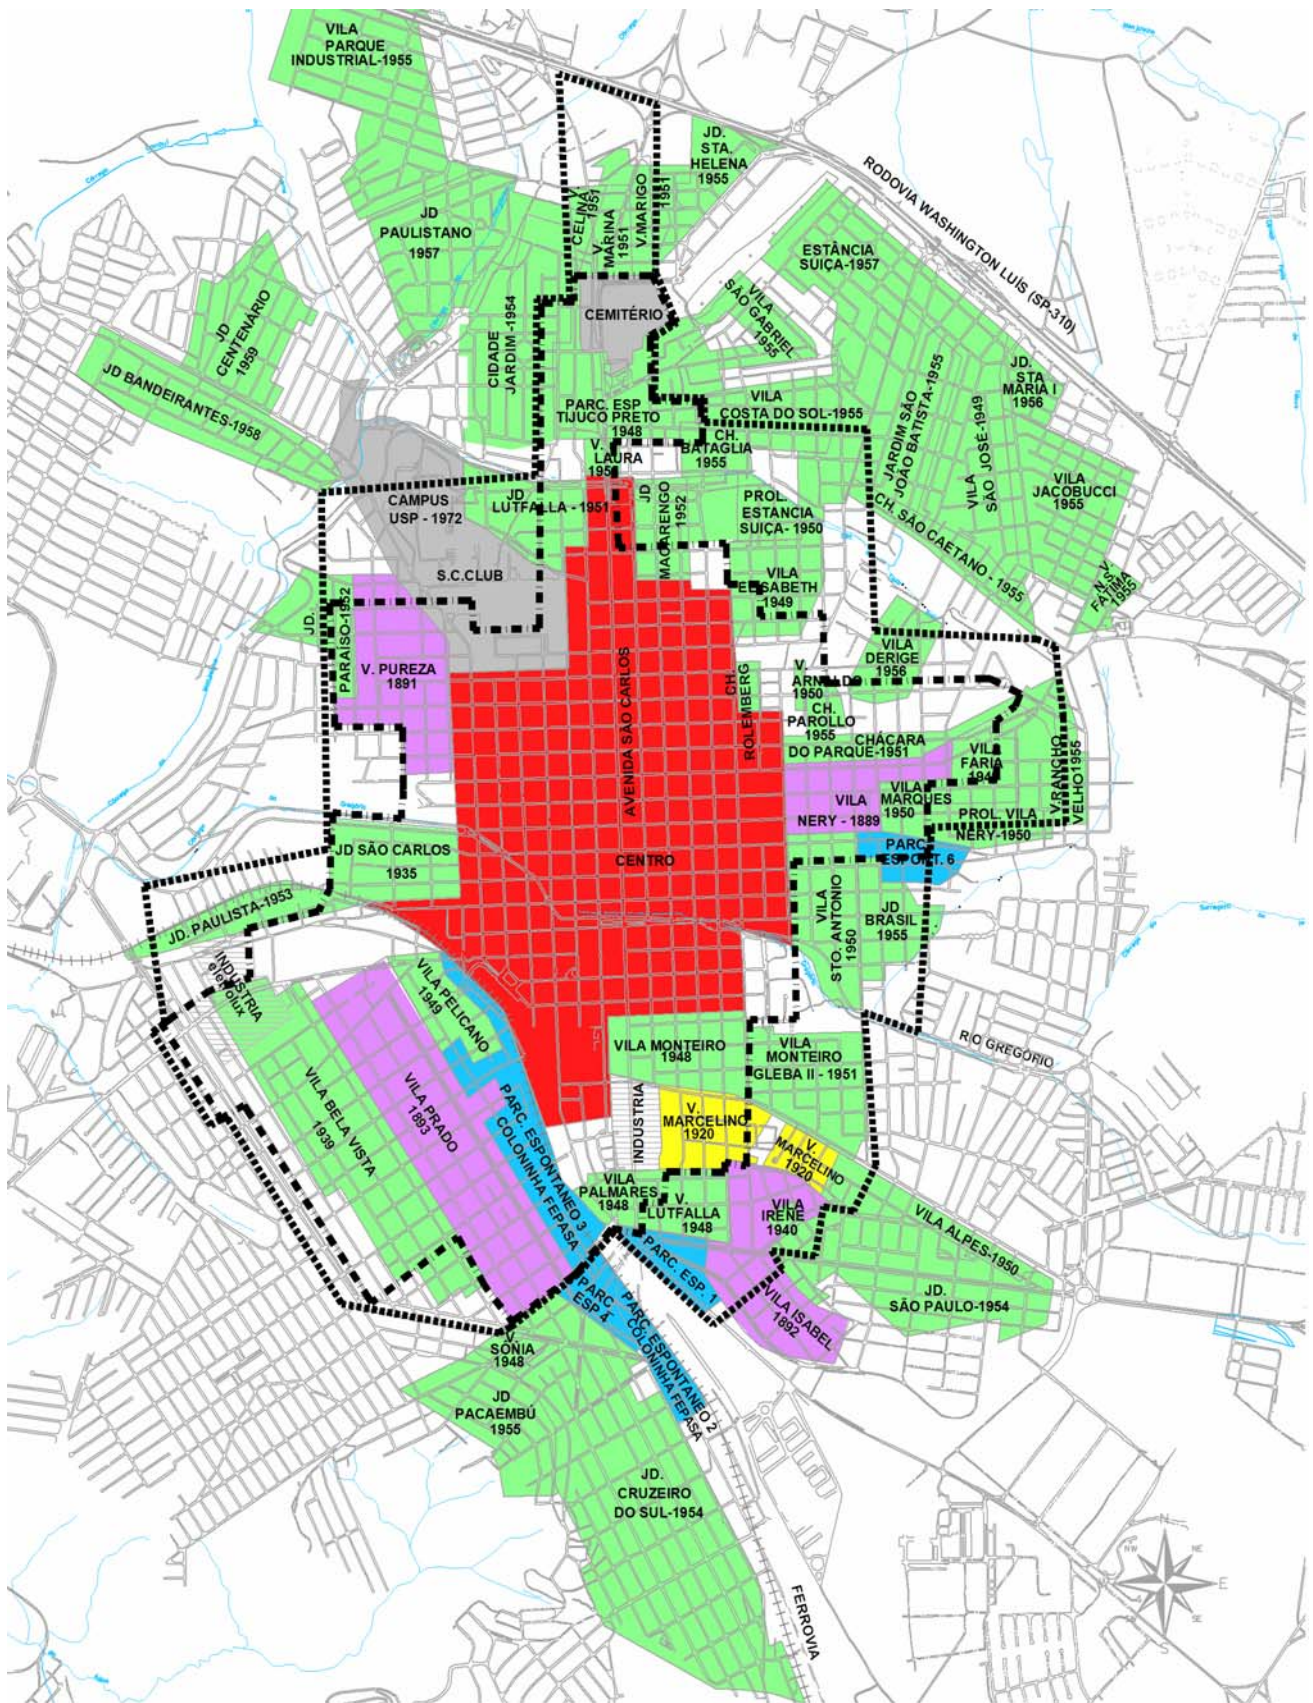 VILA
PARQUE
INDUSTRIAL-1955
JD.
STA.
HELENA
1955
RODOVIA WASHINGTON LUÍS (SP-310)
V.
CELINA
1951
V.
MARINA
1951
V.MARIGO
1951
JD
PAULISTANO
1957
ESTÂNCIA
SUIÇA-1957
CEMITÉRIO
VILA
SÃO GABRIEL
1955
JD
CENTENÁRIO
1959
CIDADE
JARDIM -1954
JD BANDEIRANTES-1958
JD.
STA
MARIA I
1956
JARDIM SÃO
JOÃO BATISTA-1955
VILA
SÃO JOSÉ-1949
VILA
COSTA DO SOL-1955
PARC. ESP
TIJUCO PRETO
1948
CH.
BATAGLIA
1955
V.
LAURA
VILA
JACOBUCCI
1955
CAMPUS
USP - 1972
JD
LUTFALLA - 1951
JD
MACARENGO
1952
PROL.
ESTANCIA
SUIÇA- 1950
CH. SÃO CAETANO - 1955
S.C.CLUB
VILA
ELISABETH
1949
V.
N.S.
FATIMA
1955
JD.
PARAÍSO-1952
V. PUREZA
1891
VILA
DERIGE
1956
V.
ARNALDO
1950
CH.
ROLEMBERG
CH.
PAROLLO
1955
AVENIDA SÃO CARLOS
CHÁCARA
DO PARQUE-1951
VILA
FARIA
V.RANCHO
VELHO1955
VILA
NERY - 1889
VILA
MARQUES
1950
PROL. VILA
NERY-1950
PARC.
ESPONT. 6
JD SÃO CARLOS
1935
CENTRO
JD. PAULISTA-1953
VILA
STO. ANTONIO
1950
JD
BRASIL
1955
INDUSTRIA
eletrolux
VILA PELICANO
1949
RIO GREGÓRIO
VILA MONTEIRO
1948
VILA
MONTEIRO
GLEBA II - 1951
VILA BELA VISTA
1939
VILA PRADO
1893
PARC. ESPONTANEO 3
COLONINHA FEPASA
INDUSTRIA
V.
MARCELINO
1920
V.
MARCELINO
1920
VILA
PALMARES
1948
V.
LUTFALLA
1948
VILA
IRENE
1940
VILA ALPES-1950
PARC. ESP. 1
PARC.
ESP 4
VILA ISABEL
1892
JD.
SÃO PAULO-1954
PARC. ESPONTANEO 2
COLONINHA FEPASA
V.
SONIA
1948
JD
PACAEMBÚ
1955
JD.
CRUZEIRO
DO SUL-1954
FERROVIA
N
NW
NE
E
SE
S